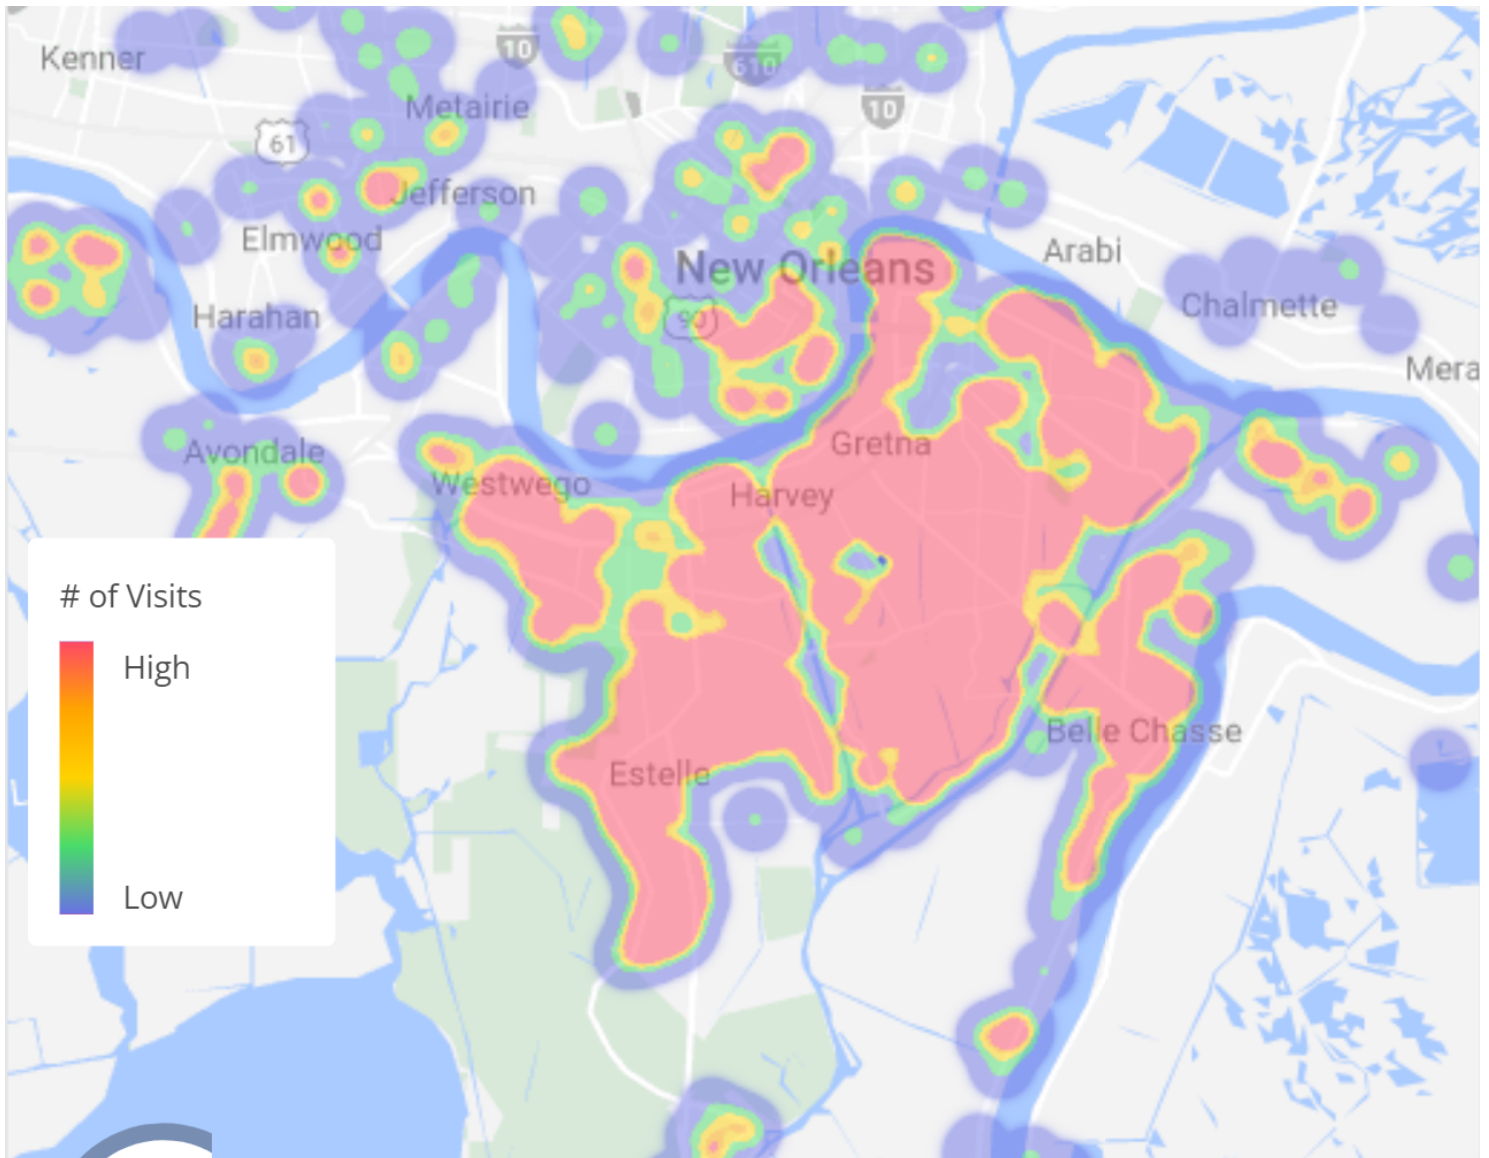 Kenner
10
610
10
Metairie
61
Jefferson
Elmwood
New Orleans
Arabi
Harahan
90
Chalmette
Mera
Gretna
Avondale
Westwego
Harvey
# of Visits
High
Low
Belle Chasse
Estelle